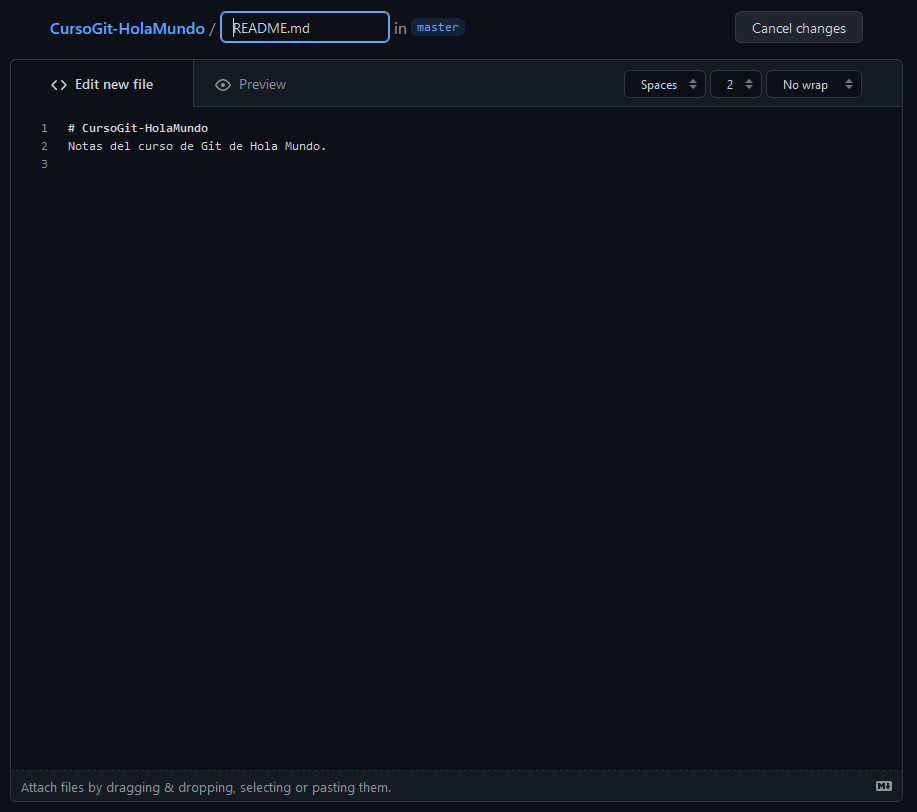 CursoGit-HolaMundo / README.md in master Cancel changes
Edit new file Preview Spaces 2 No wrap
1 # CursoGit-HolaMundo
2 Notas del curso de Git de Hola Mundo.
3
Attach files by dragging & dropping, selecting or pasting them.